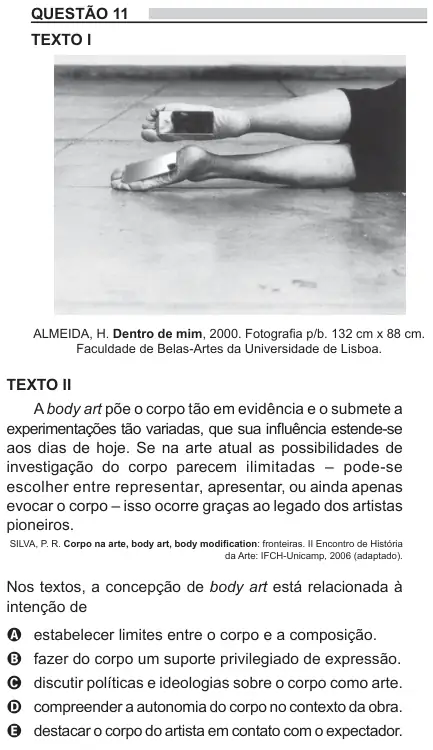 QUESTÃO 11
TEXTO I
ALMEIDA, H. Dentro de mim, 2000. Fotografia p/b. 132 cm x 88 cm.
Faculdade de Belas-Artes da Universidade de Lisboa.
TEXTO II
A body art põe o corpo tão em evidência e o submete a
experimentações tão variadas, que sua influência estende-se
aos dias de hoje. Se na arte atual as possibilidades de
investigação do corpo parecem ilimitadas – pode-se
escolher entre representar, apresentar, ou ainda apenas
evocar o corpo – isso ocorre graças ao legado dos artistas
pioneiros.
SILVA, P. R. Corpo na arte, body art, body modification: fronteiras. II Encontro de História
da Arte: IFCH-Unicamp, 2006 (adaptado).
Nos textos, a concepção de body art está relacionada à
intenção de
A estabelecer limites entre o corpo e a composição.
B fazer do corpo um suporte privilegiado de expressão.
C discutir políticas e ideologias sobre o corpo como arte.
D compreender a autonomia do corpo no contexto da obra.
E destacar o corpo do artista em contato com o expectador.